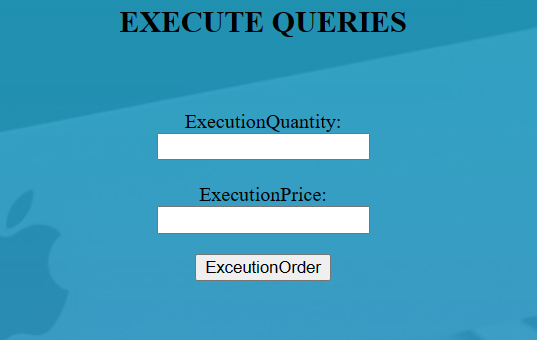 EXECUTE QUERIES
ExecutionQuantity:
ExecutionPrice:
ExceutionOrder